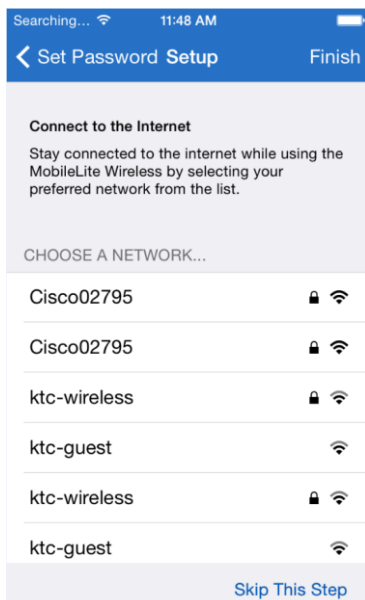 Searching... 11:48 AM
Set Password Setup Finish
Connect to the Internet
Stay connected to the internet while using the
MobileLite Wireless by selecting your
preferred network from the list.
CHOOSE A NETWORK...
Cisco02795
Cisco02795
ktc-wireless
ktc-guest
ktc-wireless
ktc-guest
Skip This Step